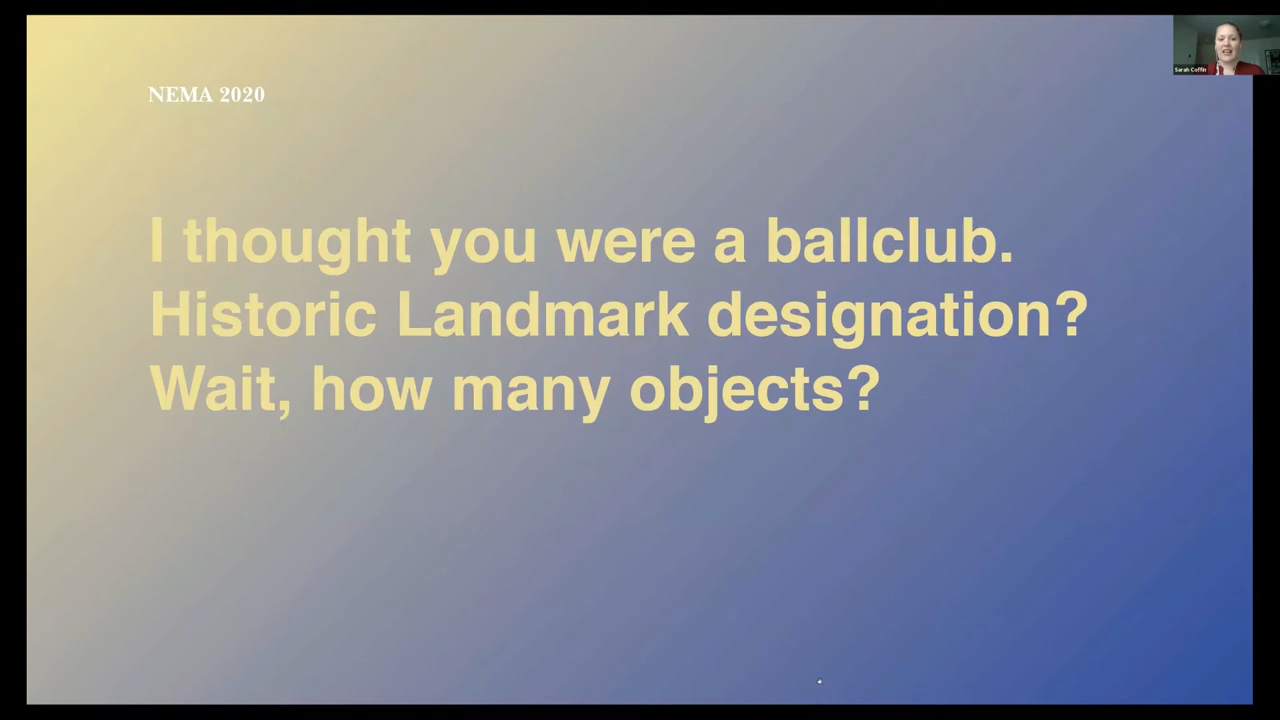 NEMA 2020
I thought you were a ballclub.
Historic Landmark designation?
Wait, how many objects?
Sarah Coffin